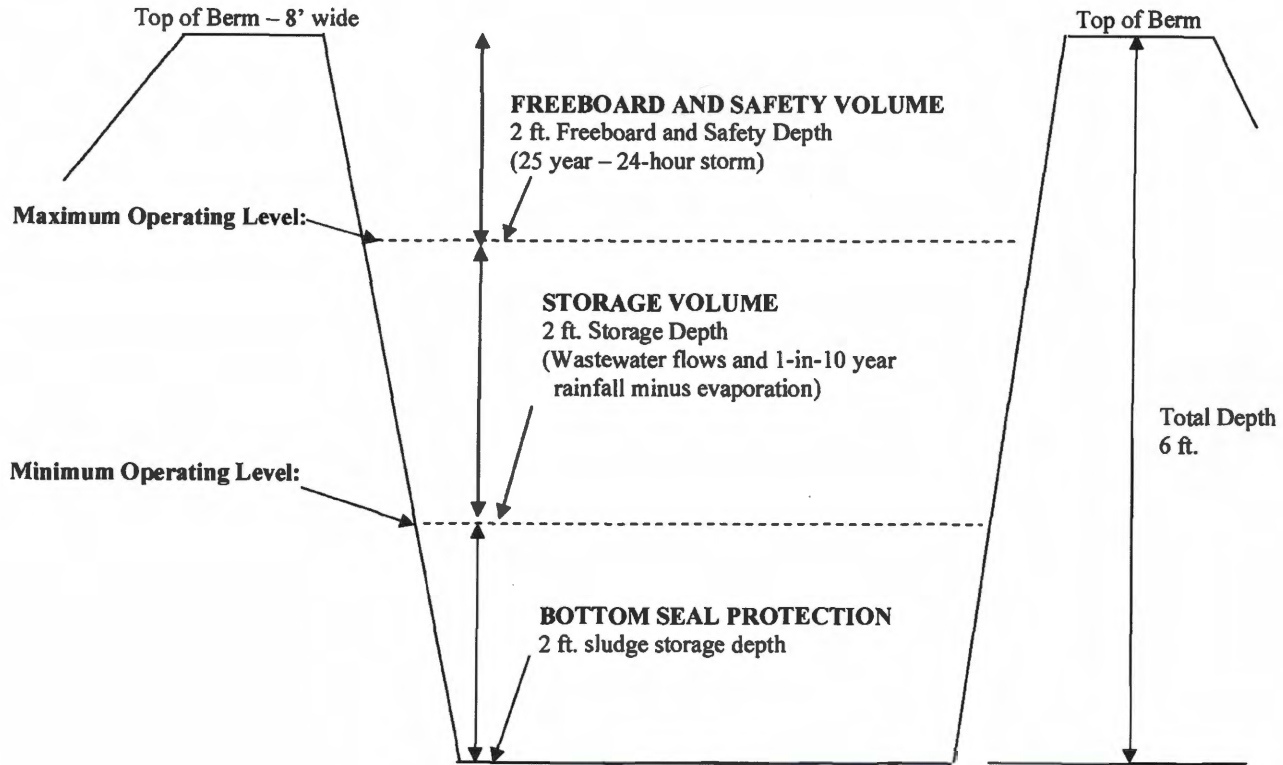 Top of Berm – 8’ wide
Top of Berm
FREEBOARD AND SAFETY VOLUME
2 ft. Freeboard and Safety Depth
(25 year – 24-hour storm)
Maximum Operating Level:
STORAGE VOLUME
2 ft. Storage Depth
(Wastewater flows and 1-in-10 year
rainfall minus evaporation)
Total Depth
6 ft.
Minimum Operating Level:
BOTTOM SEAL PROTECTION
2 ft. sludge storage depth